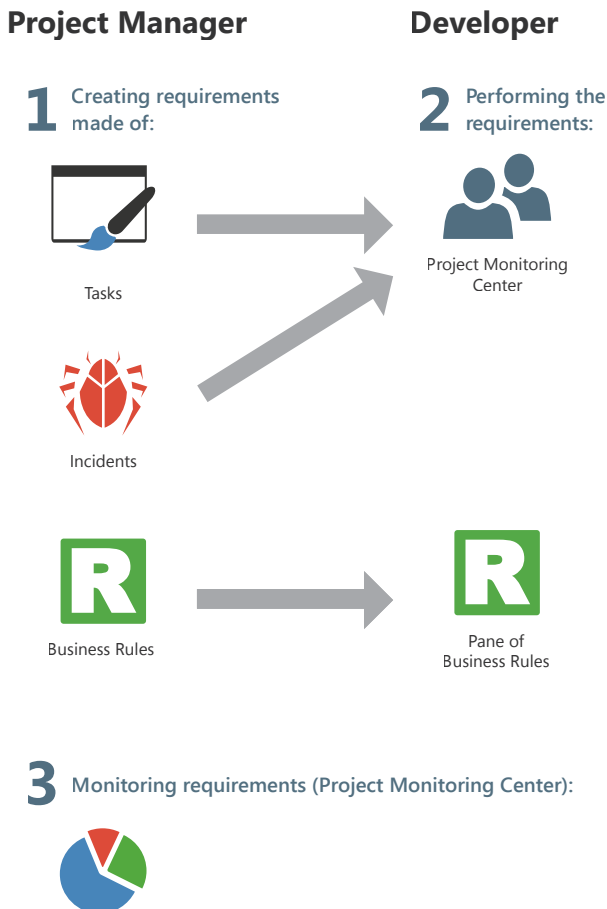 Project Manager
Developer
1
Creating requirements
made of:
2
Performing the
requirements:
Tasks
Project Monitoring
Center
Incidents
R
Business Rules
R
Pane of
Business Rules
3
Monitoring requirements (Project Monitoring Center):